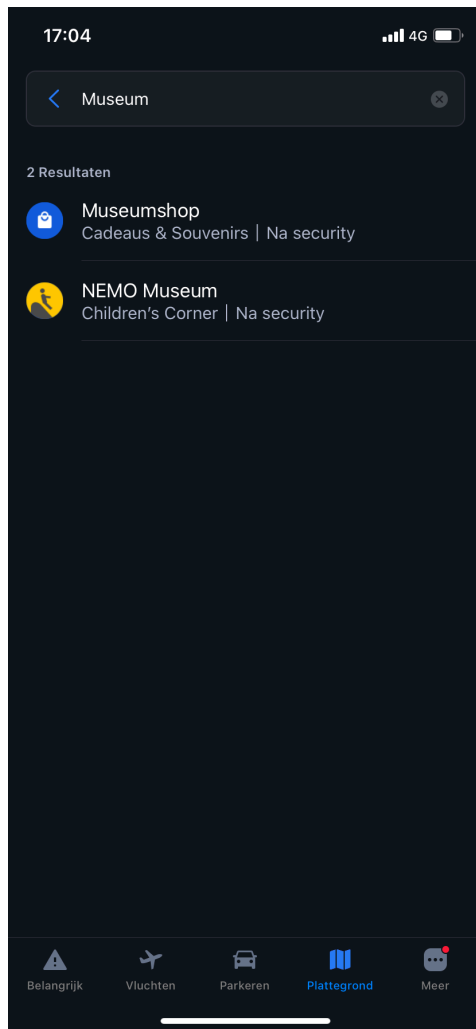 17:04
4G
Museum
2 Resultaten
Museumshop
Cadeaus & Souvenirs | Na security
NEMO Museum
Children's Corner | Na security
Belangrijk
Vluchten
Parkeren
Plattegrond
Meer